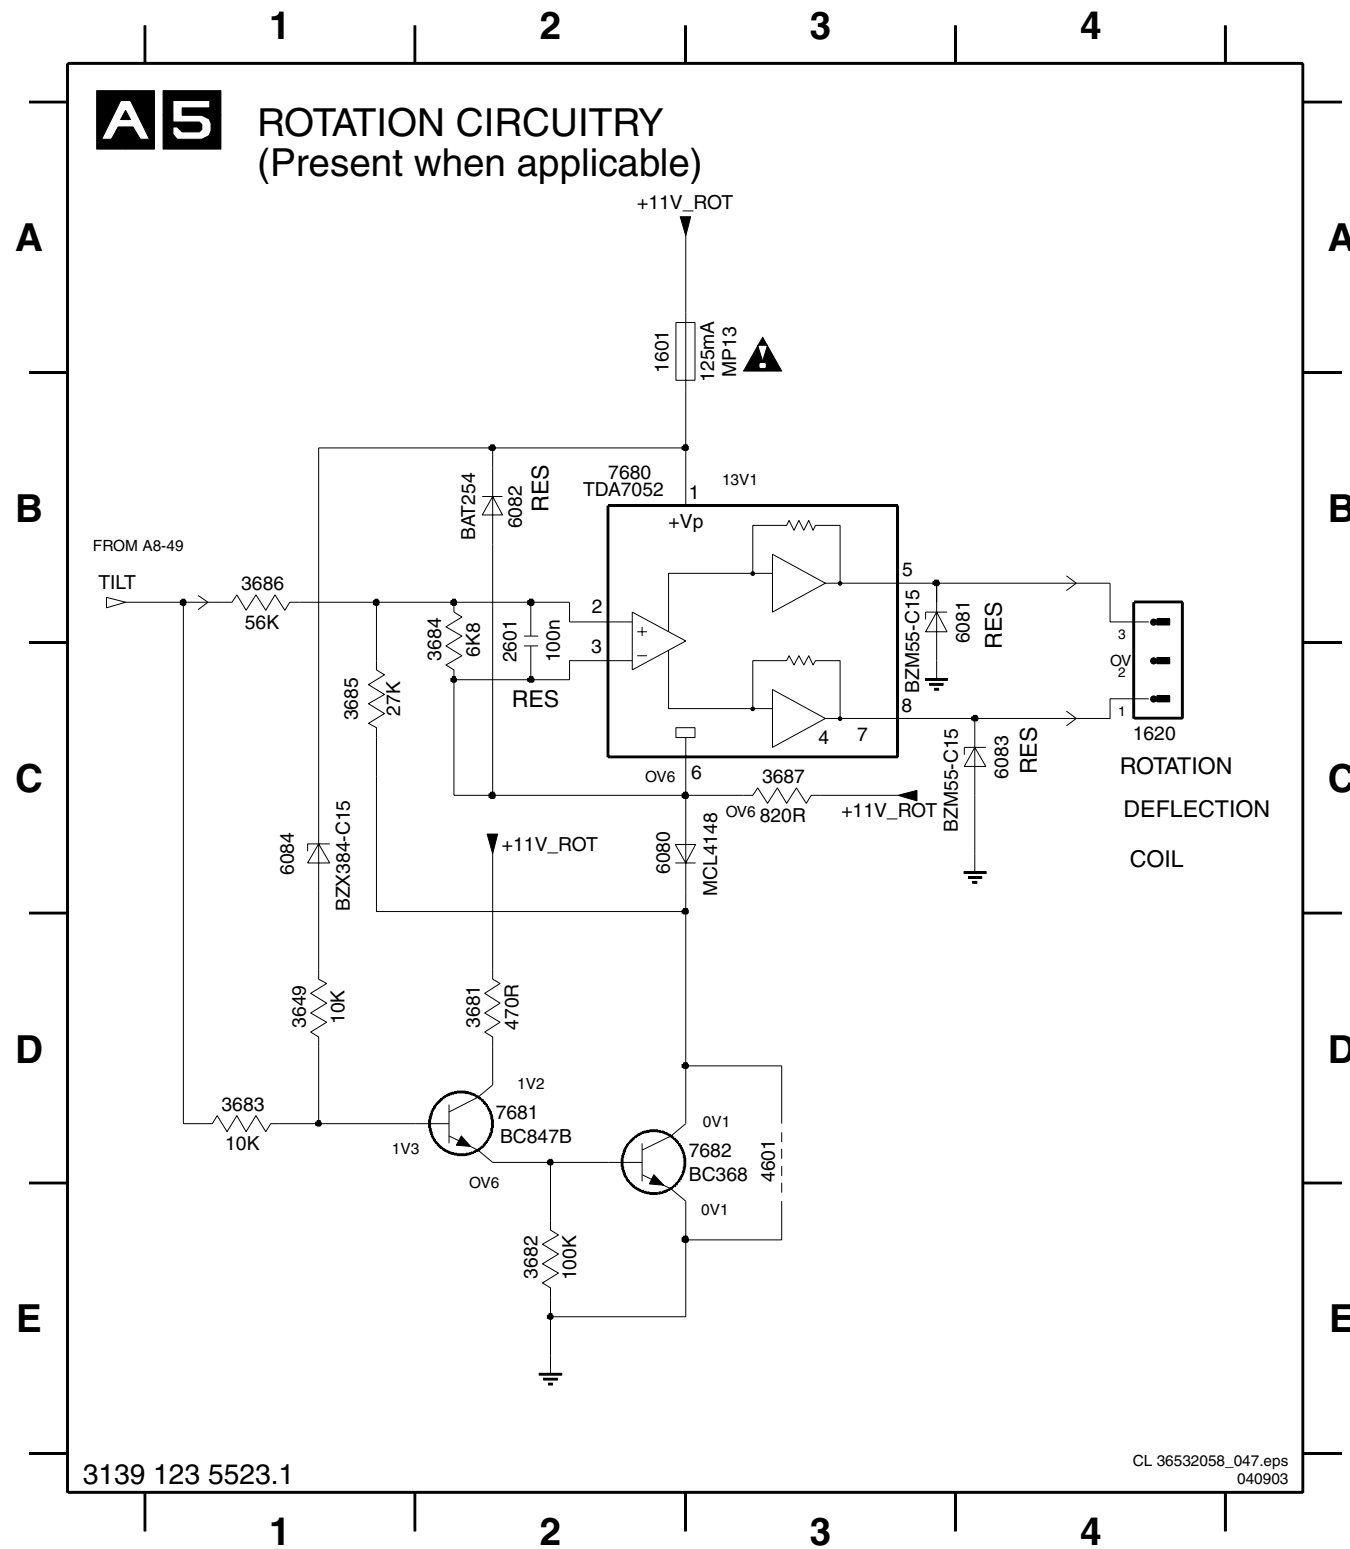 1 2 3 4
A5 ROTATION CIRCUITRY
(Present when applicable)
+11V_ROT
A A
1601
125mA
MP13
7680
TDA7052
13V1
1
+Vp
BAT254
6082
RES
B B
FROM A8-49
TILT
3686
56K
2
3
+
−
5
8
4 7
3684
6K8
2601
100n
RES
BZM55-C15
6081
RES
3
OV
2
1
1620
ROTATION
DEFLECTION
COIL
3685
27K
BZM55-C15
6083
RES
C C
OV6 6
3687
OV6 820R
+11V_ROT
6084
BZX384-C15
+11V_ROT
6080
MCL4148
3649
10K
3681
470R
D D
1V2
3683
10K
7681
BC847B
1V3
OV6
0V1
7682
BC368
4601
0V1
3682
100K
E E
3139 123 5523.1
CL 36532058_047.eps
040903
1 2 3 4